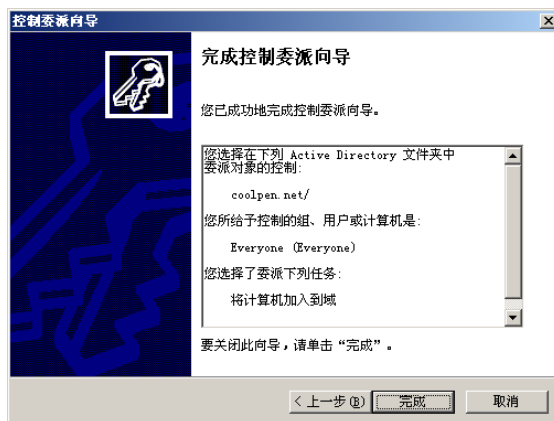 控制委派向导
完成控制委派向导
您已成功地完成控制委派向导。
您选择在下列 Active Directory 文件夹中
委派对象的控制:
coolpen.net/
您所给予控制的组、用户或计算机是:
Everyone (Everyone)
您选择了委派下列任务:
将计算机加入到域
要关闭此向导，请单击“完成”。
< 上一步(B) 完成 取消